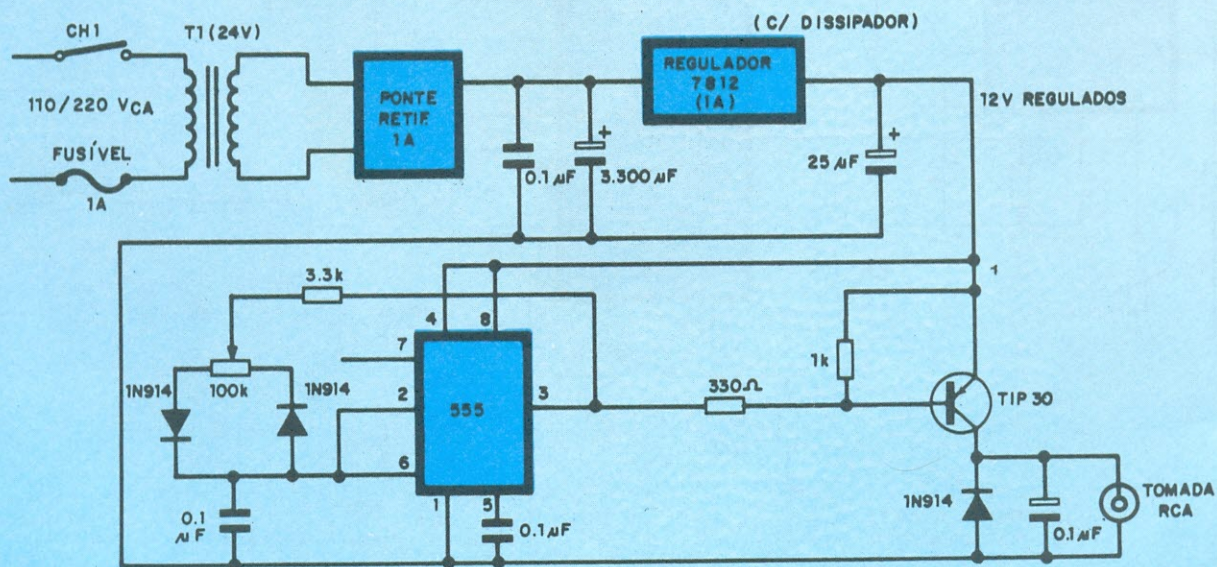 (C/ DISSIPADOR)
CH1
T1 (24V)
110/220 VCA
FUSÍVEL
1A
PONTE
RETIF.
1A
0.1µF
+
3.300µF
REGULADOR
7812
(1A)
+
25µF
12V REGULADOS
3.3k
4
8
7
2
6
3
1
5
555
1N914
100k
1N914
0.1
µF
0.1µF
330Ω
1k
TIP 30
1N914
0.1µF
TOMADA
RCA